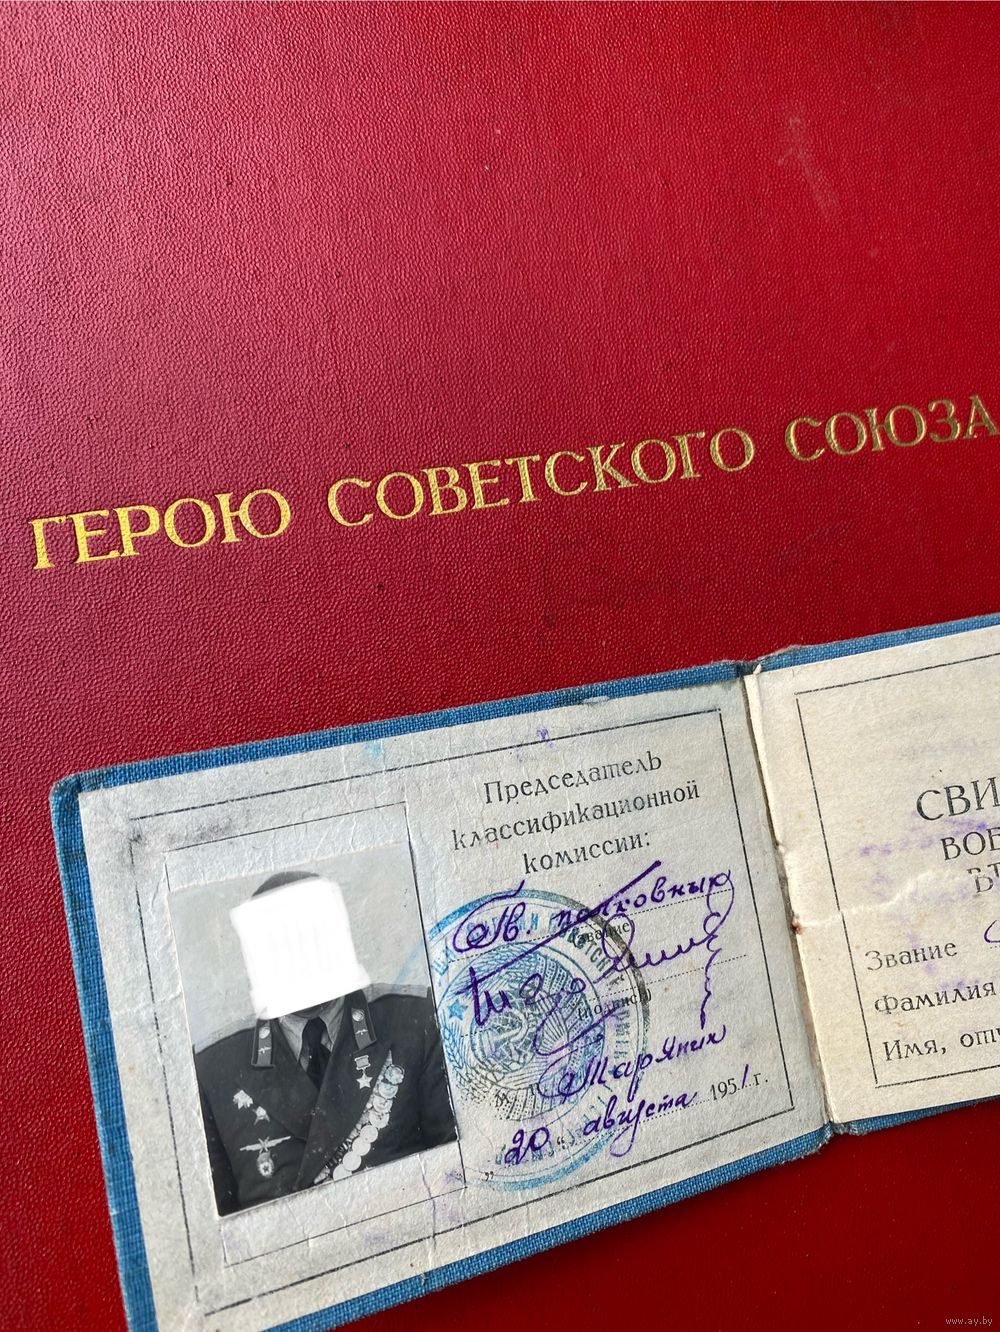 ГЕРОЮ СОВЕТСКОГО СОЮЗА
Председатель
классификационной
комиссии:
Гв. полковник
(звание)
(подпись)
20 августа 1951 г.
СВИ
ВОЕ
Звание
Фамилия
Имя, отч
www.ay.by